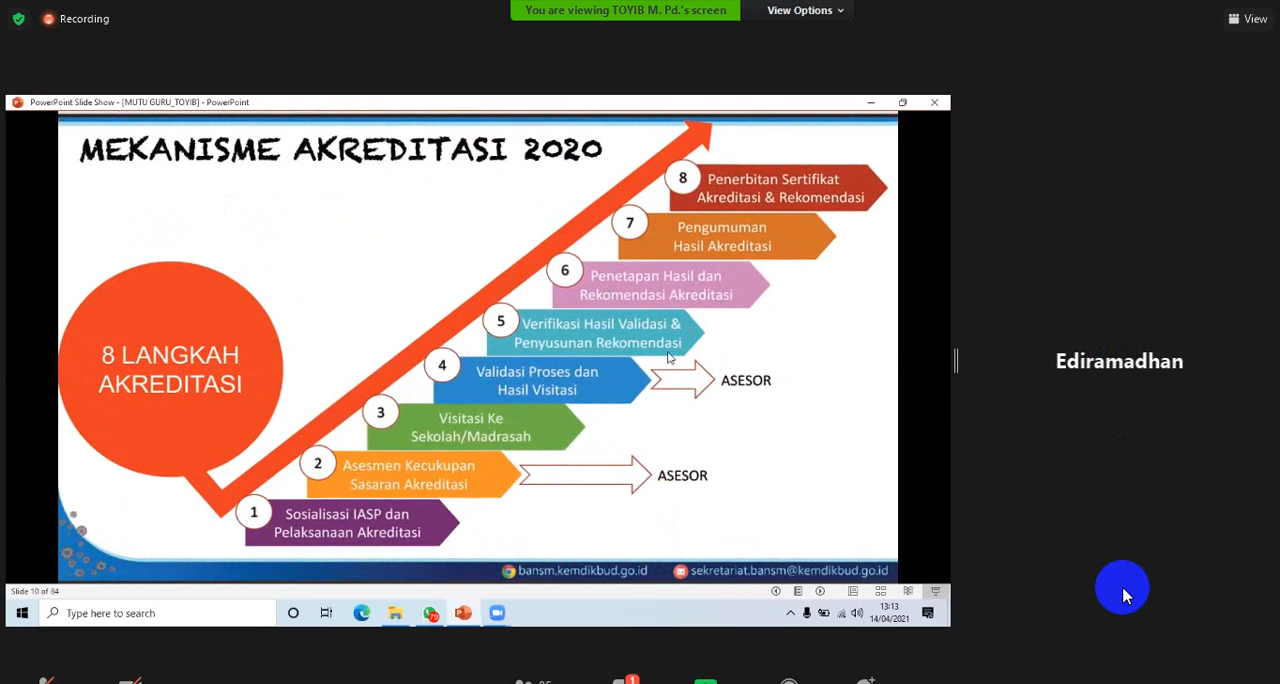 Recording
You are viewing TOYIB M. Pd.'s screen
View Options
View
PowerPoint Slide Show - [MUTU GURU_TOYIB] - PowerPoint
MEKANISME AKREDITASI 2020
8
Penerbitan Sertifikat
Akreditasi & Rekomendasi
7
Pengumuman
Hasil Akreditasi
6
Penetapan Hasil dan
Rekomendasi Akreditasi
5
Verifikasi Hasil Validasi &
Penyusunan Rekomendasi
8 LANGKAH
AKREDITASI
4
Validasi Proses dan
Hasil Visitasi
ASESOR
3
Visitasi Ke
Sekolah/Madrasah
2
Asesmen Kecukupan
Sasaran Akreditasi
ASESOR
1
Sosialisasi IASP dan
Pelaksanaan Akreditasi
bansm.kemdikbud.go.id
sekretariat.bansm@kemdikbud.go.id
Ediramadhan
Slide 10 of 84
Type here to search
13:13
14/04/2021
1